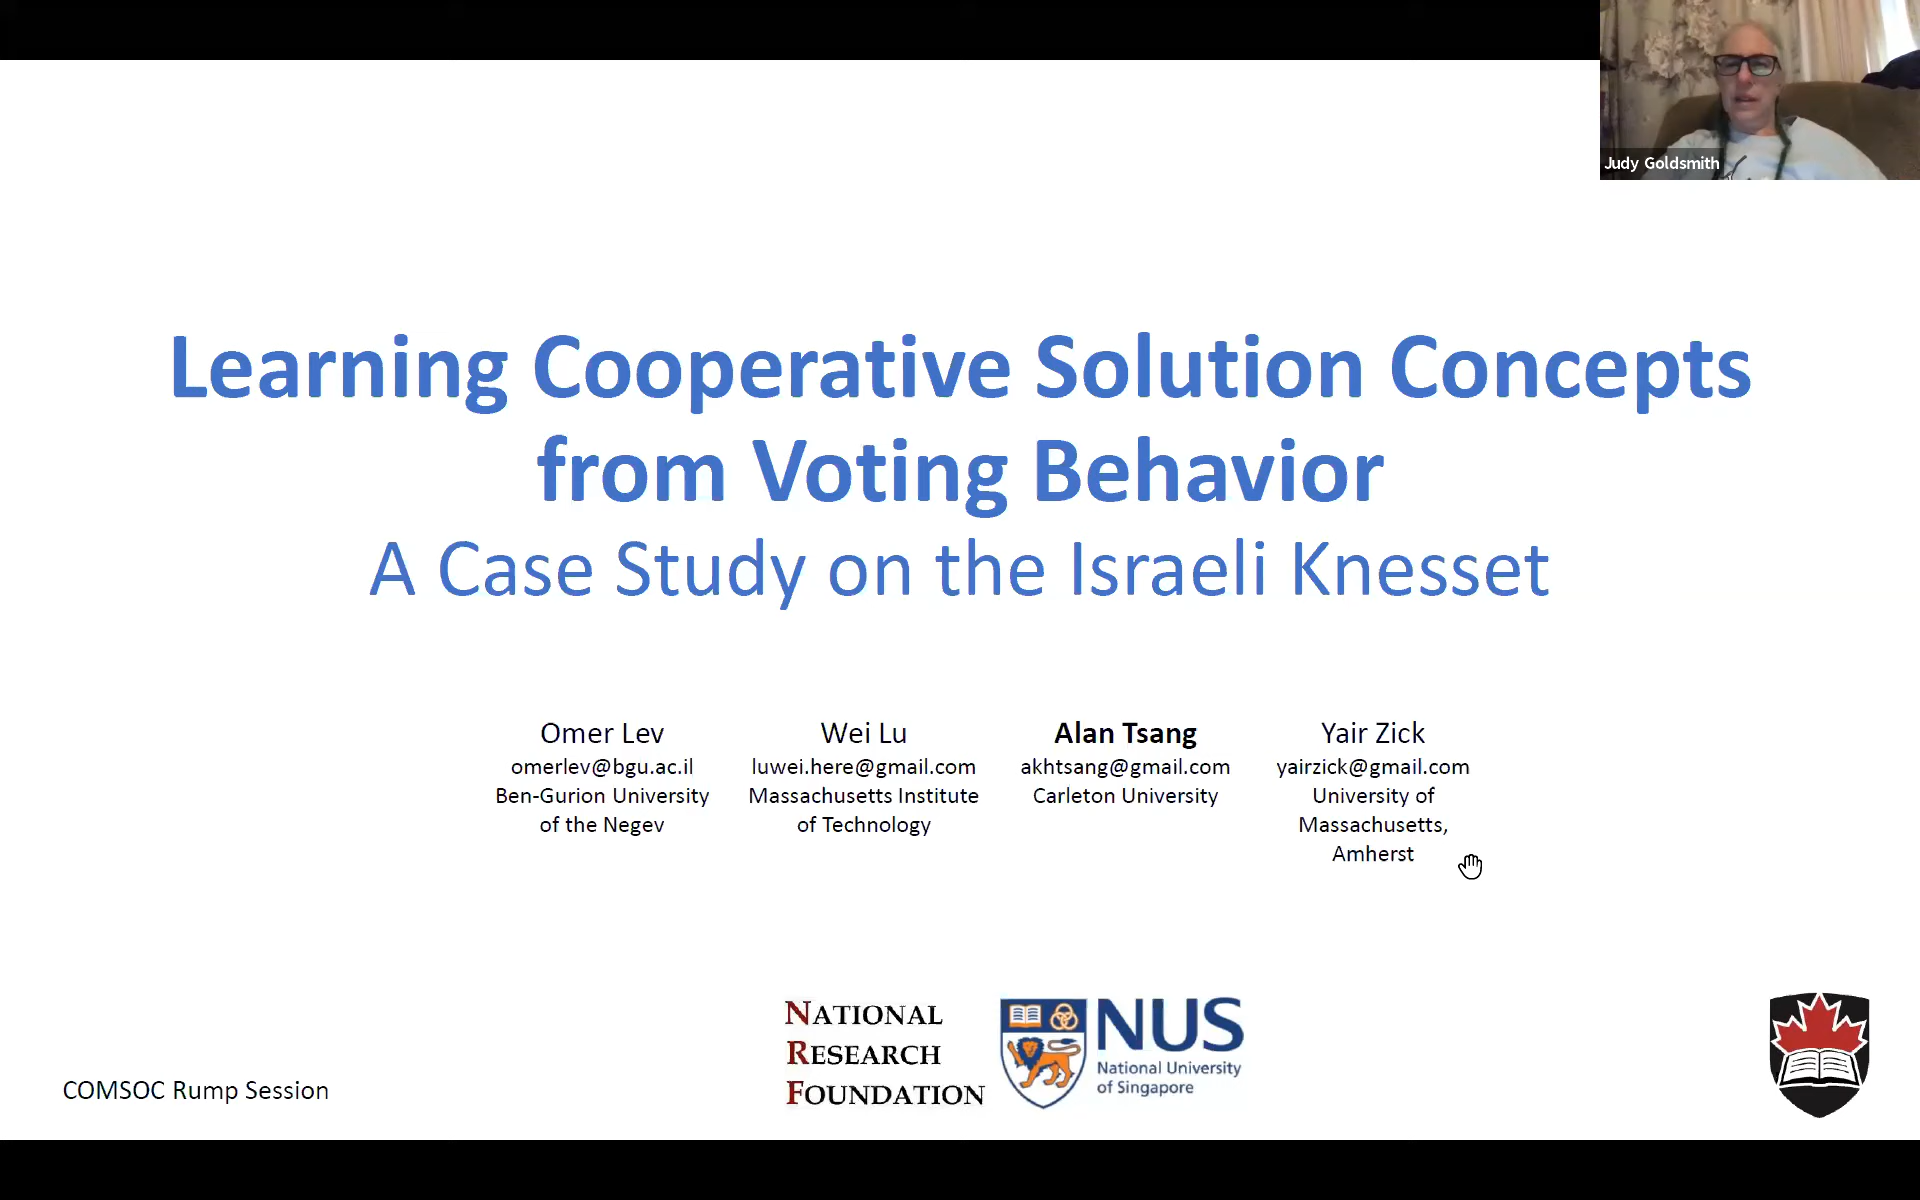 Judy Goldsmith
Learning Cooperative Solution Concepts
from Voting Behavior
A Case Study on the Israeli Knesset
Omer Lev
omerlev@bgu.ac.il
Ben-Gurion University
of the Negev
Wei Lu
luwei.here@gmail.com
Massachusetts Institute
of Technology
Alan Tsang
akhtsang@gmail.com
Carleton University
Yair Zick
yairzick@gmail.com
University of
Massachusetts,
Amherst
COMSOC Rump Session
NATIONAL
RESEARCH
FOUNDATION
NUS
National University
of Singapore